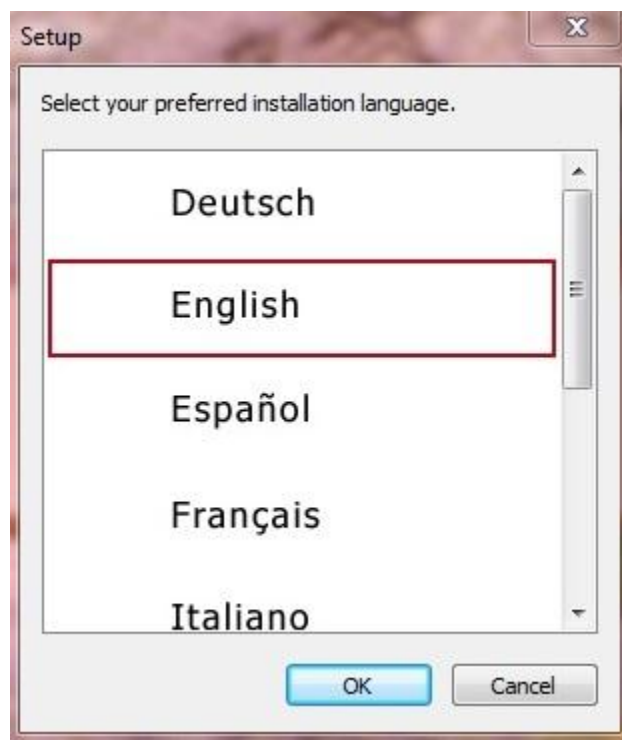 Setup
Select your preferred installation language.
Deutsch
English
Español
Français
Italiano
OK
Cancel